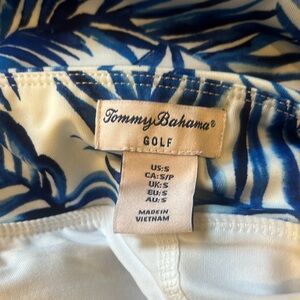 Tommy Bahama®
GOLF
US:S
CA:S/P
UK:S
EU:S
AU:S
MADE IN
VIETNAM